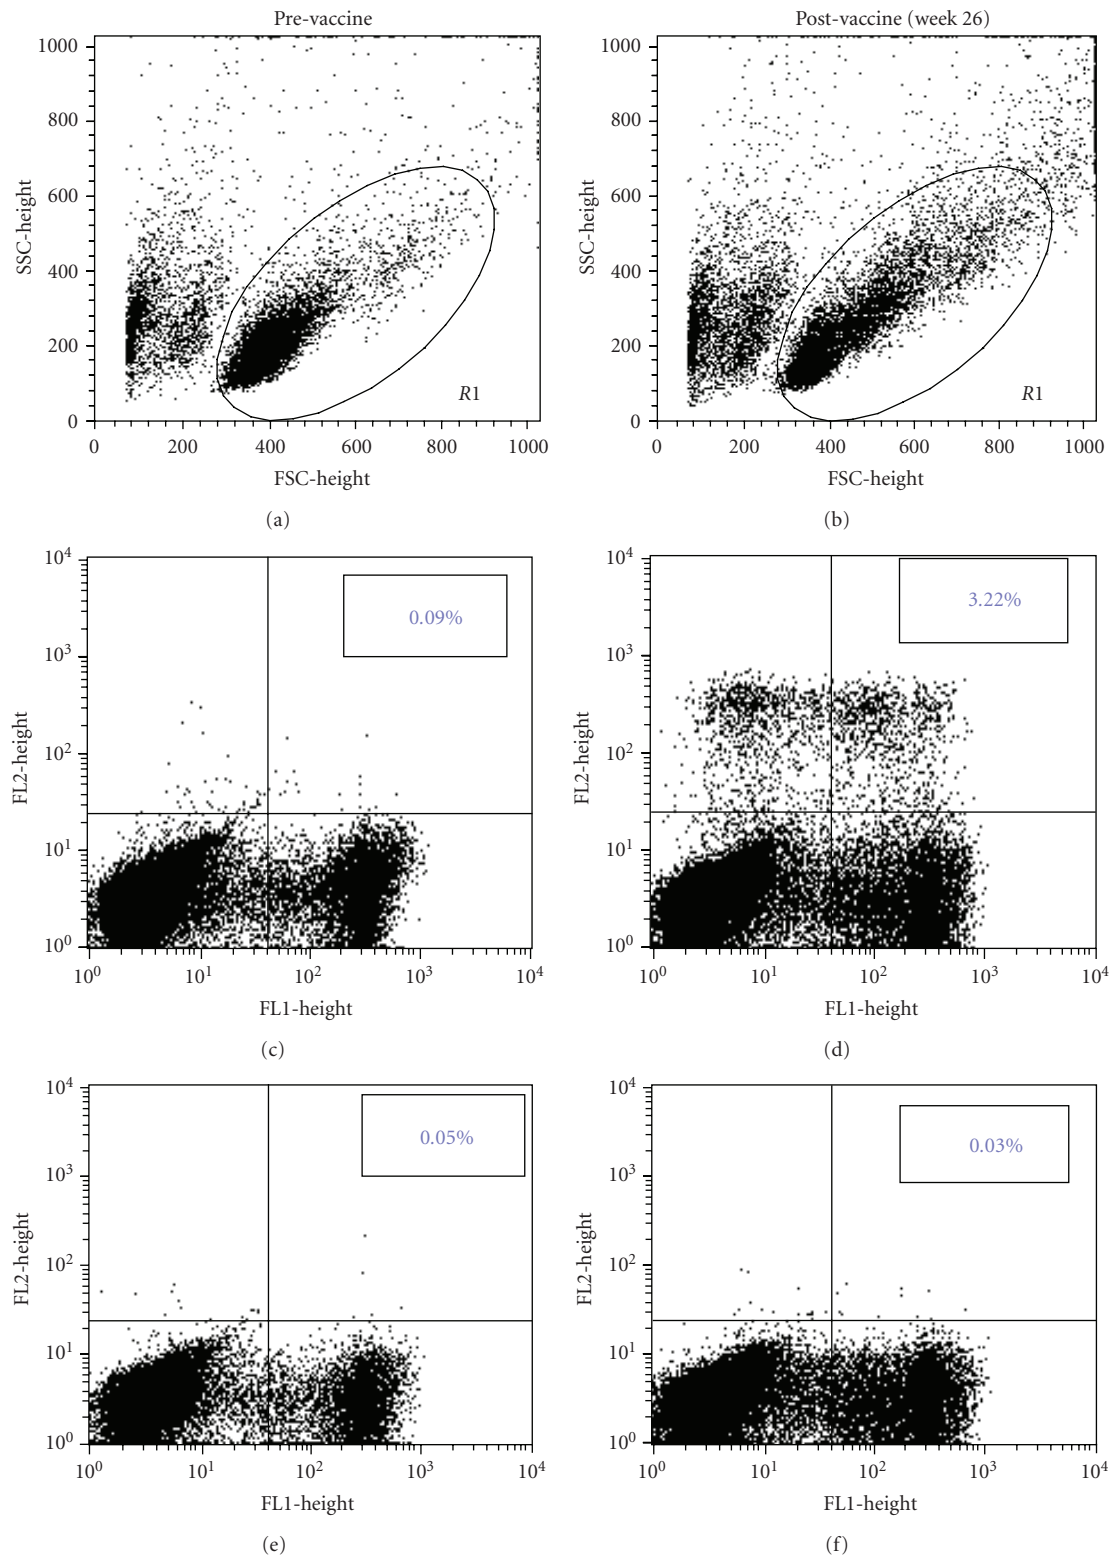 Pre-vaccine
Post-vaccine (week 26)
1000
800
600
400
200
0
SSC-height
R1
0 200 400 600 800 1000
FSC-height
(a)
1000
800
600
400
200
0
SSC-height
R1
0 200 400 600 800 1000
FSC-height
(b)
10⁴
10³
10²
10¹
10⁰
FL2-height
0.09%
10⁰ 10¹ 10² 10³ 10⁴
FL1-height
(c)
10⁴
10³
10²
10¹
10⁰
FL2-height
3.22%
10⁰ 10¹ 10² 10³ 10⁴
FL1-height
(d)
10⁴
10³
10²
10¹
10⁰
FL2-height
0.05%
10⁰ 10¹ 10² 10³ 10⁴
FL1-height
(e)
10⁴
10³
10²
10¹
10⁰
FL2-height
0.03%
10⁰ 10¹ 10² 10³ 10⁴
FL1-height
(f)